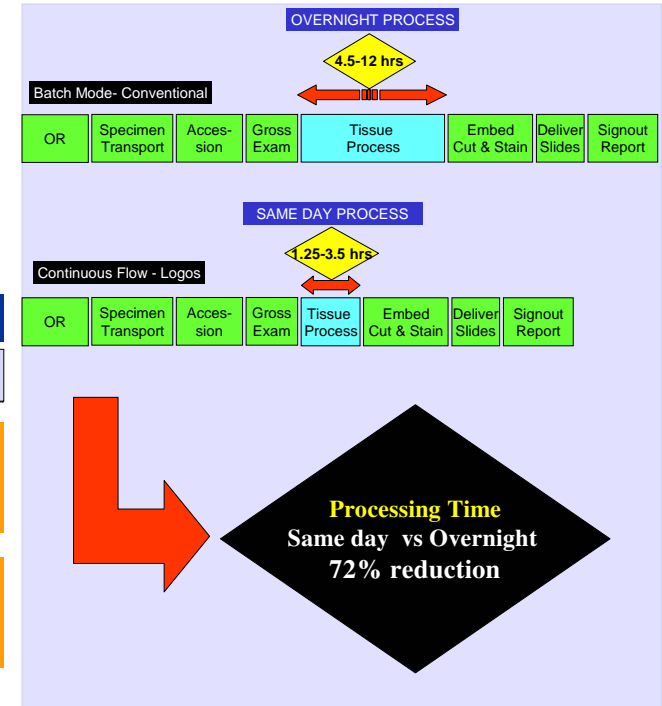 OVERNIGHT PROCESS
4.5-12 hrs
Batch Mode- Conventional
OR
Specimen
Transport
Acces-
sion
Gross
Exam
Tissue
Process
Embed
Cut & Stain
Deliver
Slides
Signout
Report
SAME DAY PROCESS
1.25-3.5 hrs
Continuous Flow - Logos
OR
Specimen
Transport
Acces-
sion
Gross
Exam
Tissue
Process
Embed
Cut & Stain
Deliver
Slides
Signout
Report
Processing Time
Same day vs Overnight
72% reduction